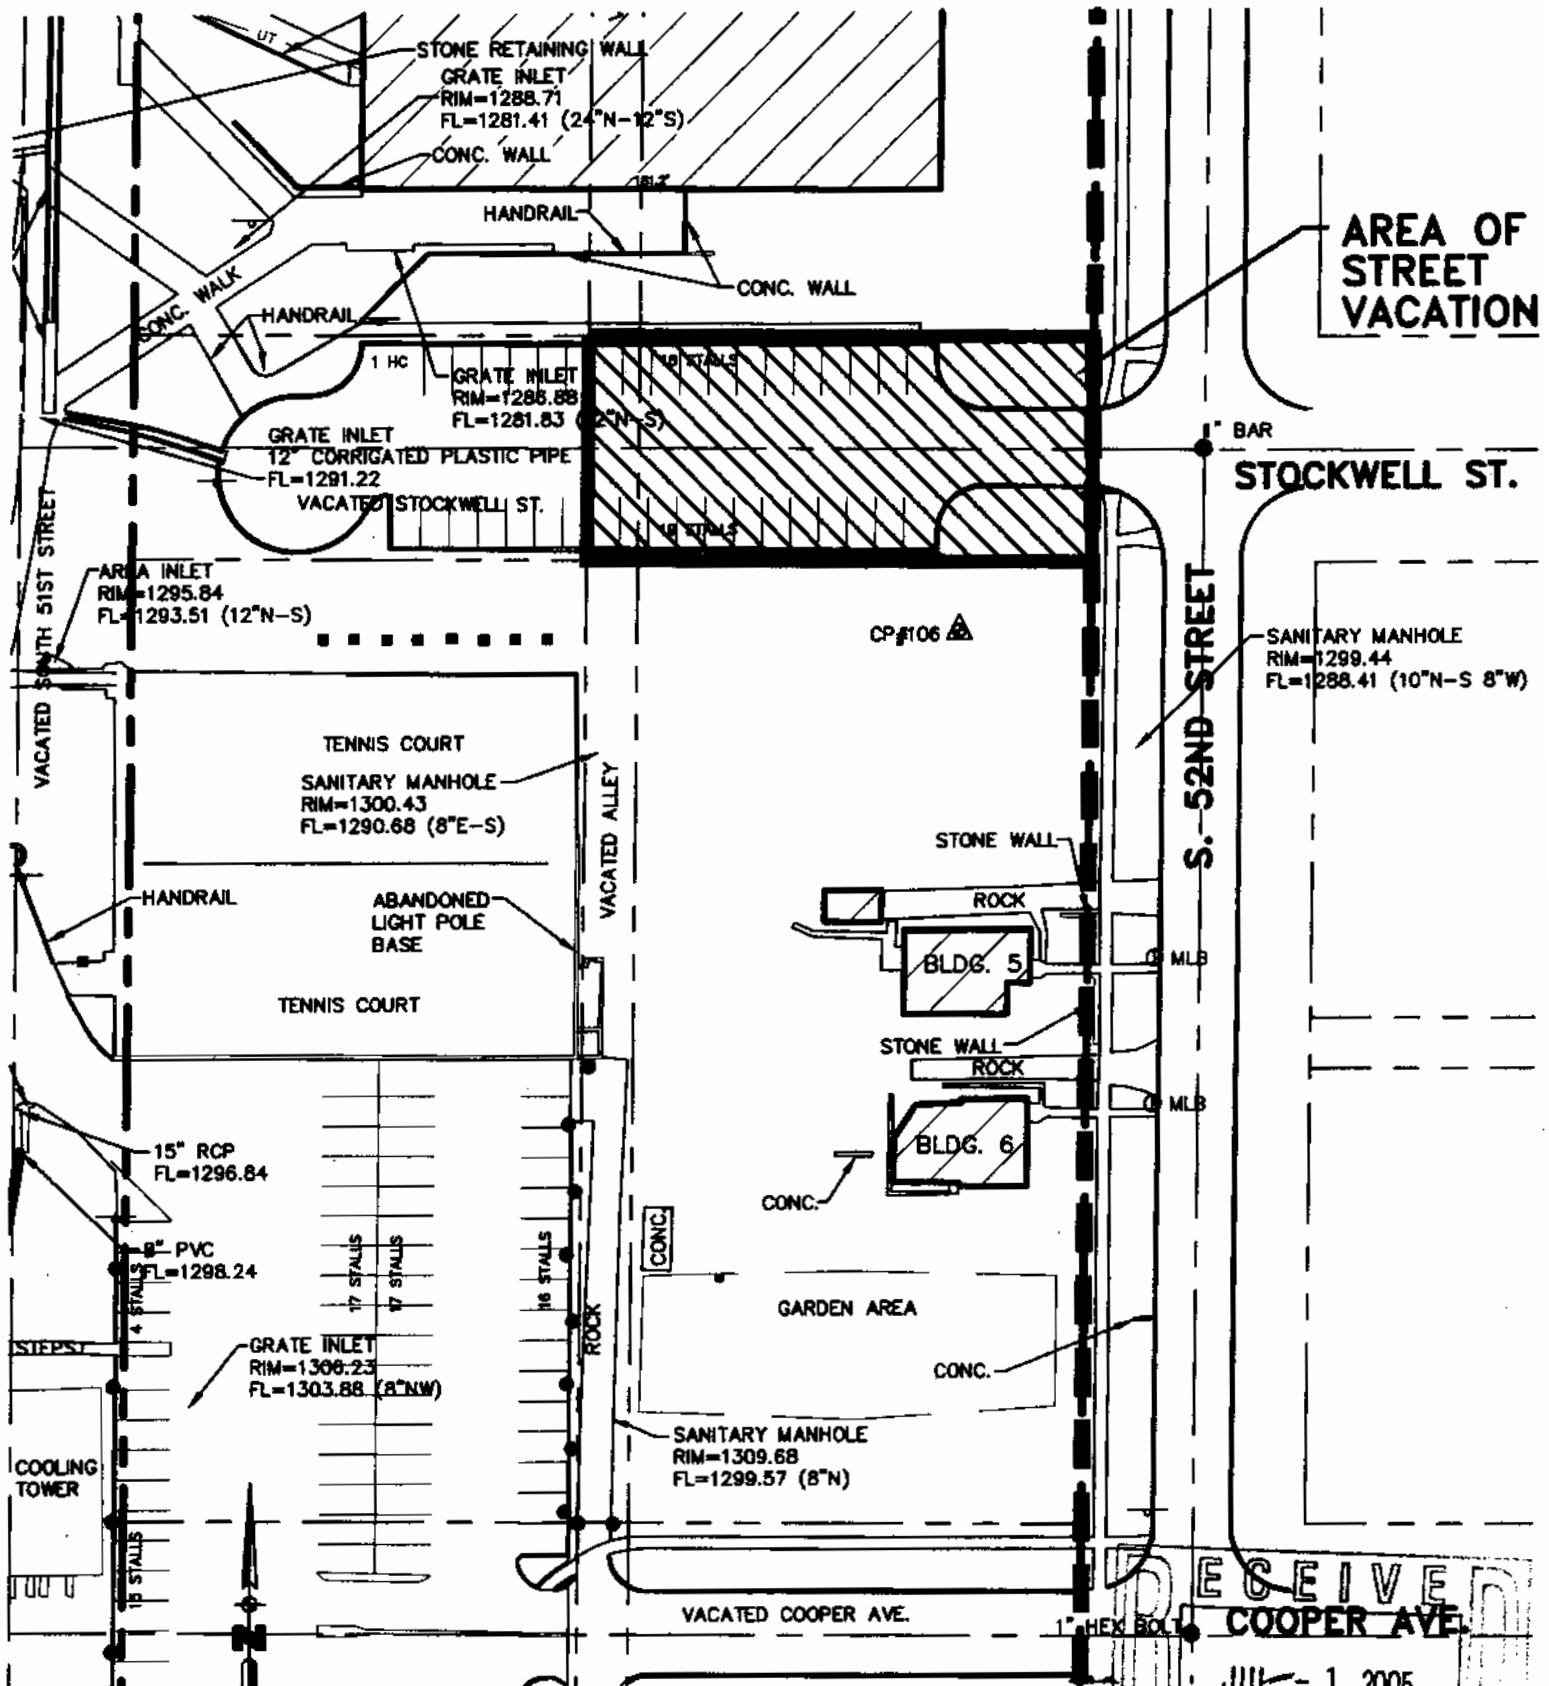 UT
STONE RETAINING WALL
GRATE INLET
RIM=1288.71
FL=1281.41 (24"N-12"S)
CONC. WALL
HANDRAIL
AREA OF
STREET
VACATION
CONC. WALL
CONC. WALK
HANDRAIL
1 HC
18 STALLS
GRATE INLET
RIM=1286.88
FL=1281.83 (12"N-S)
GRATE INLET
12" CORRIGATED PLASTIC PIPE
FL=1291.22
VACATED STOCKWELL ST.
18 STALLS
1" BAR
STOCKWELL ST.
VACATED SOUTH 51ST STREET
AREA INLET
RIM=1295.84
FL=1293.51 (12"N-S)
CP#106
S. 52ND STREET
SANITARY MANHOLE
RIM=1299.44
FL=1288.41 (10"N-S 8"W)
TENNIS COURT
SANITARY MANHOLE
RIM=1300.43
FL=1290.68 (8"E-S)
VACATED ALLEY
STONE WALL
HANDRAIL
ABANDONED
LIGHT POLE
BASE
ROCK
BLDG. 5
MLB
TENNIS COURT
STONE WALL
ROCK
MLB
BLDG. 6
15" RCP
FL=1296.84
CONC.
CONC.
8" PVC
FL=1298.24
4 STALLS
17 STALLS
17 STALLS
16 STALLS
ROCK
GARDEN AREA
STEPS
GRATE INLET
RIM=1306.23
FL=1303.88 (8"NW)
CONC.
SANITARY MANHOLE
RIM=1309.68
FL=1299.57 (8"N)
COOLING
TOWER
15 STALLS
N
VACATED COOPER AVE.
RECEIVED
1" HEX BOLT
COOPER AVE.
1 2005